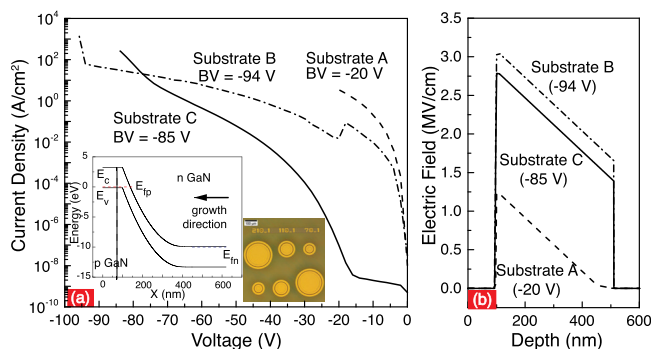 Current Density (A/cm²)
10⁴
10²
10⁰
10⁻²
10⁻⁴
10⁻⁶
10⁻⁸
10⁻¹⁰
Substrate B
BV = -94 V
Substrate A
BV = -20 V
Substrate C
BV = -85 V
Energy (eV)
5
0
-5
-10
-15
E_c
E_v
E_fp
n GaN
growth
direction
E_fn
p GaN
0 200 400 600
X (nm)
(a)
-100 -90 -80 -70 -60 -50 -40 -30 -20 -10 0
Voltage (V)
Electric Field (MV/cm)
3.5
3.0
2.5
2.0
1.5
1.0
0.5
0.0
Substrate B
(-94 V)
Substrate C
(-85 V)
Substrate A
(-20 V)
(b)
0 200 400 600
Depth (nm)